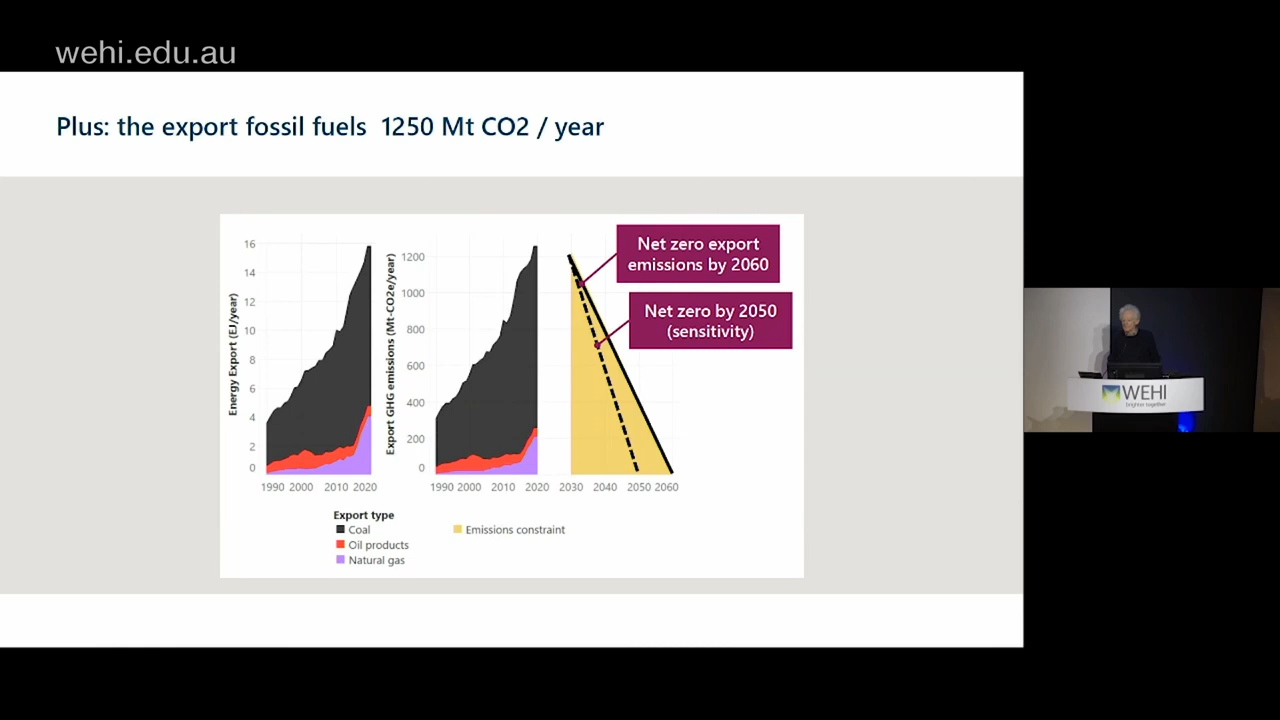 wehi.edu.au
Plus: the export fossil fuels 1250 Mt CO2 / year
Energy Export (EJ/year)
16
14
12
10
8
6
4
2
0
1990 2000 2010 2020
Export GHG emissions (Mt-CO2e/year)
1200
1000
800
600
400
200
0
1990 2000 2010 2020 2030 2040 2050 2060
Net zero export
emissions by 2060
Net zero by 2050
(sensitivity)
Export type
Coal
Oil products
Natural gas
Emissions constraint
WEHI
brighter together